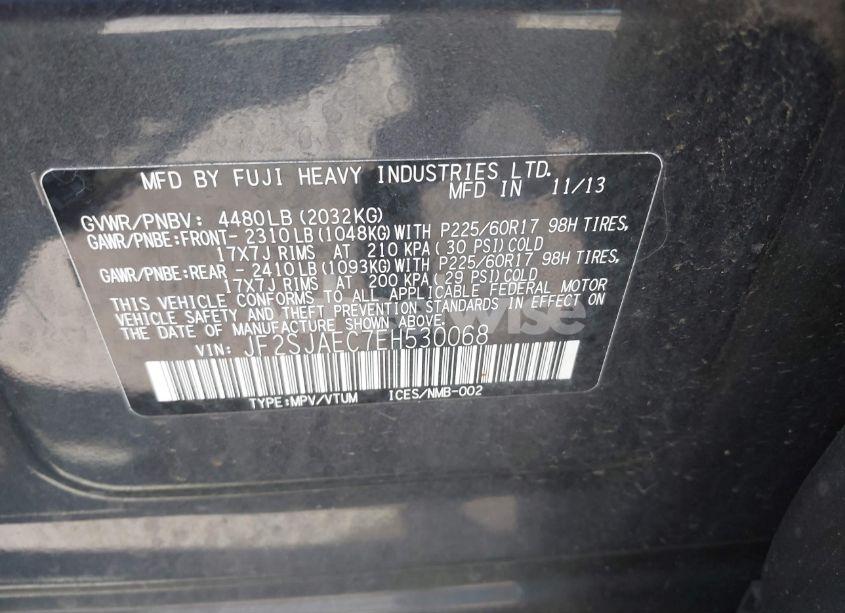 MFD BY FUJI HEAVY INDUSTRIES LTD.
MFD IN 11/13
GVWR/PNBV: 4480LB (2032KG)
GAWR/PNBE:FRONT- 2310LB (1048KG) WITH P225/60R17 98H TIRES,
17X7J RIMS AT 210 KPA (30 PSI) COLD
GAWR/PNBE:REAR - 2410LB (1093KG) WITH P225/60R17 98H TIRES,
17X7J RIMS AT 200 KPA (29 PSI) COLD
THIS VEHICLE CONFORMS TO ALL APPLICABLE FEDERAL MOTOR
VEHICLE SAFETY AND THEFT PREVENTION STANDARDS IN EFFECT ON
THE DATE OF MANUFACTURE SHOWN ABOVE.
VIN: JF2SJAEC7EH530068
TYPE:MPV/VTUM ICES/NMB-002